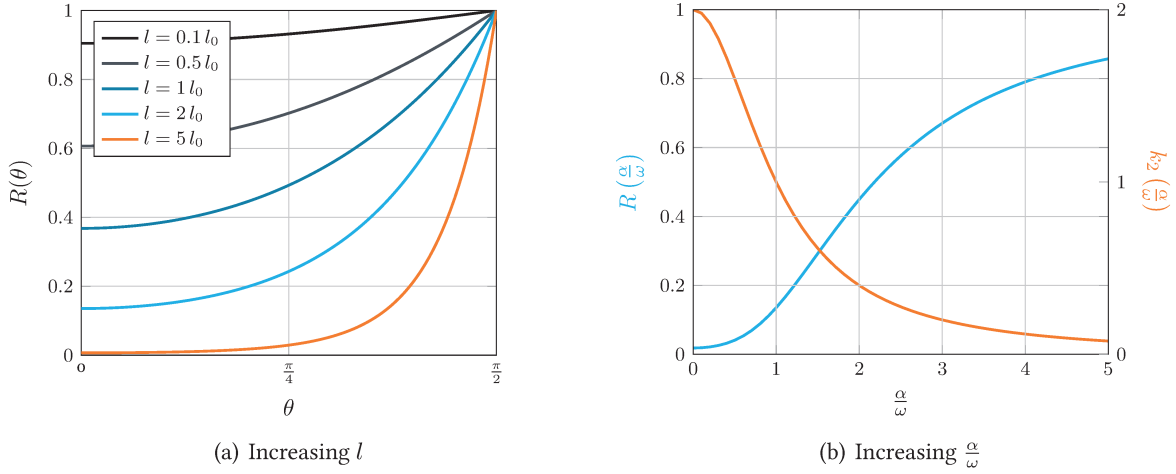 1
0.8
0.6
0.4
0.2
0
R(θ)
l = 0.1 l₀
l = 0.5 l₀
l = 1 l₀
l = 2 l₀
l = 5 l₀
0 π/4 π/2
θ
(a) Increasing l
1
0.8
0.6
0.4
0.2
0
R (α/ω)
2
1
0
k₂ (α/ω)
0 1 2 3 4 5
α/ω
(b) Increasing α/ω